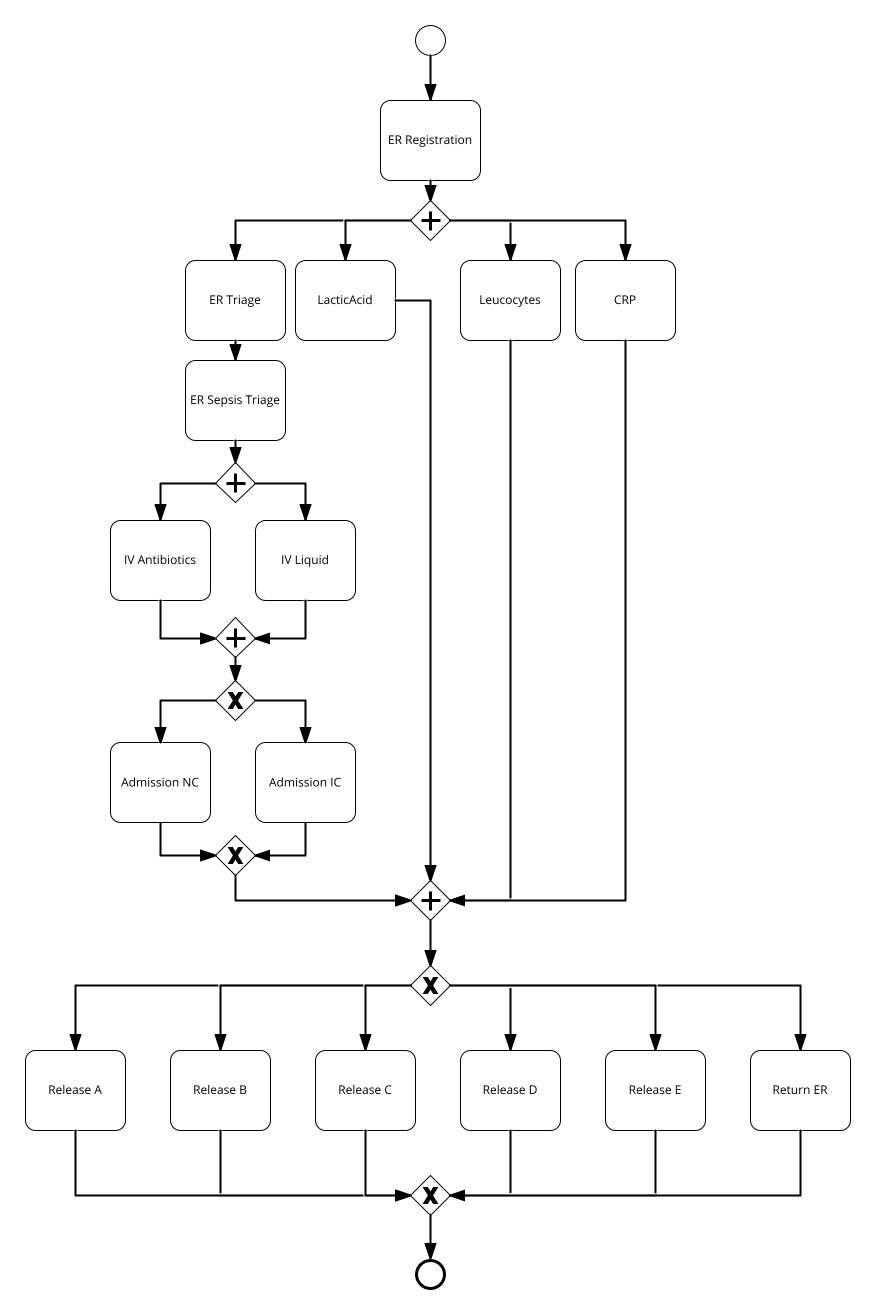 ER Registration
ER Triage
LacticAcid
Leucocytes
CRP
ER Sepsis Triage
IV Antibiotics
IV Liquid
Admission NC
Admission IC
Release A
Release B
Release C
Release D
Release E
Return ER